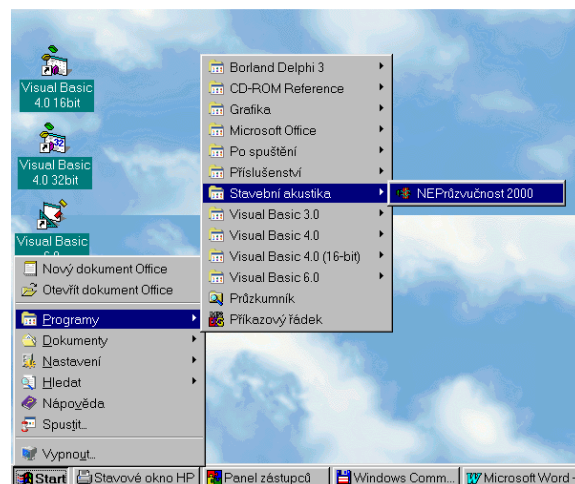 Visual Basic
4.0 16bit
Visual Basic
4.0 32bit
Visual Basic
6.0
Borland Delphi 3
CD-ROM Reference
Grafika
Microsoft Office
Po spuštění
Příslušenství
Stavební akustika
NEPrůzvučnost 2000
Visual Basic 3.0
Visual Basic 4.0
Visual Basic 4.0 (16-bit)
Visual Basic 6.0
Průzkumník
Příkazový řádek
Nový dokument Office
Otevřít dokument Office
Programy
Dokumenty
Nastavení
Hledat
Nápověda
Spustit...
Vypnout...
Start
Stavové okno HP
Panel zástupců
Windows Comm...
Microsoft Word -